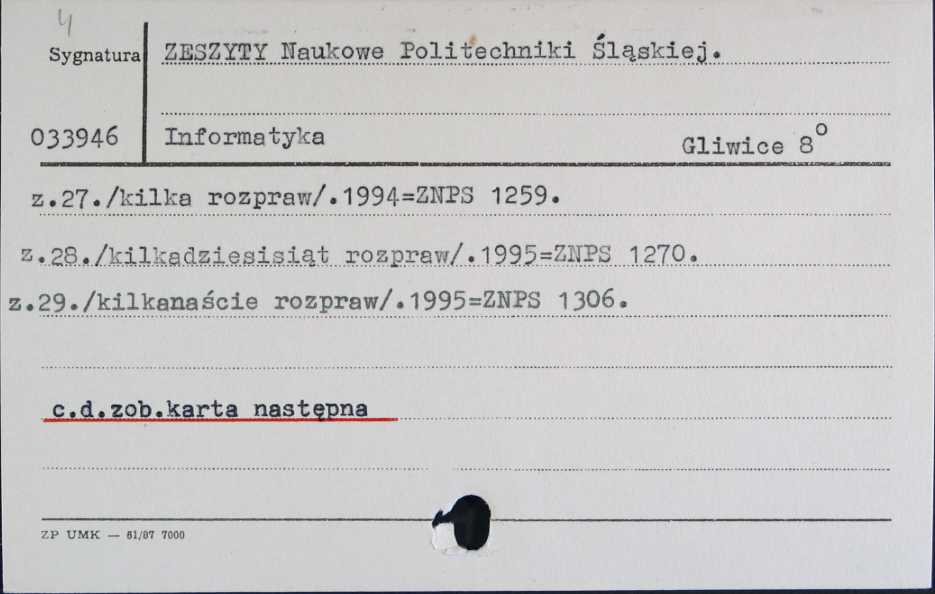 4
Sygnatura ZESZYTY Naukowe Politechniki Śląskiej.
033946 Informatyka Gliwice 8º
z.27./kilka rozpraw/.1994=ZNPS 1259.
z.28./kilkadziesisiąt rozpraw/.1995=ZNPS 1270.
z.29./kilkanaście rozpraw/.1995=ZNPS 1306.
c.d.zob.karta następna
ZP UMK — 61/87 7000